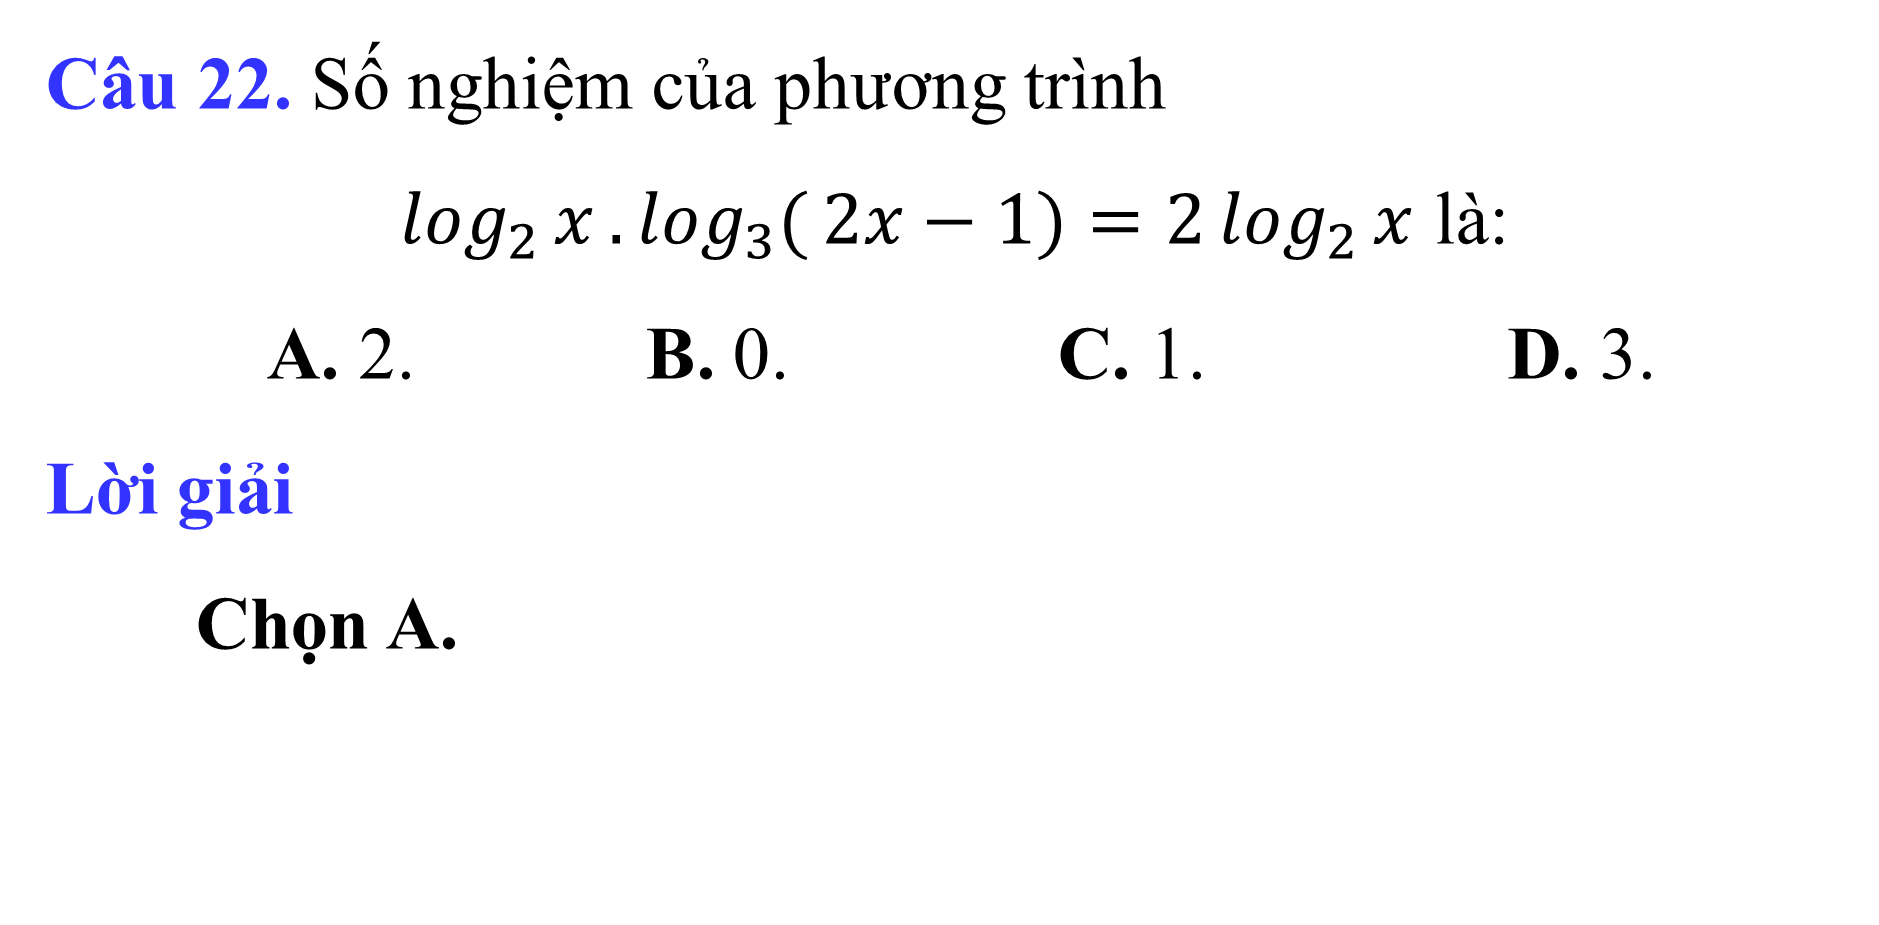 Câu 22. Số nghiệm của phương trình
log₂ x . log₃( 2x − 1) = 2 log₂ x là:
A. 2. B. 0. C. 1. D. 3.
Lời giải
Chọn A.